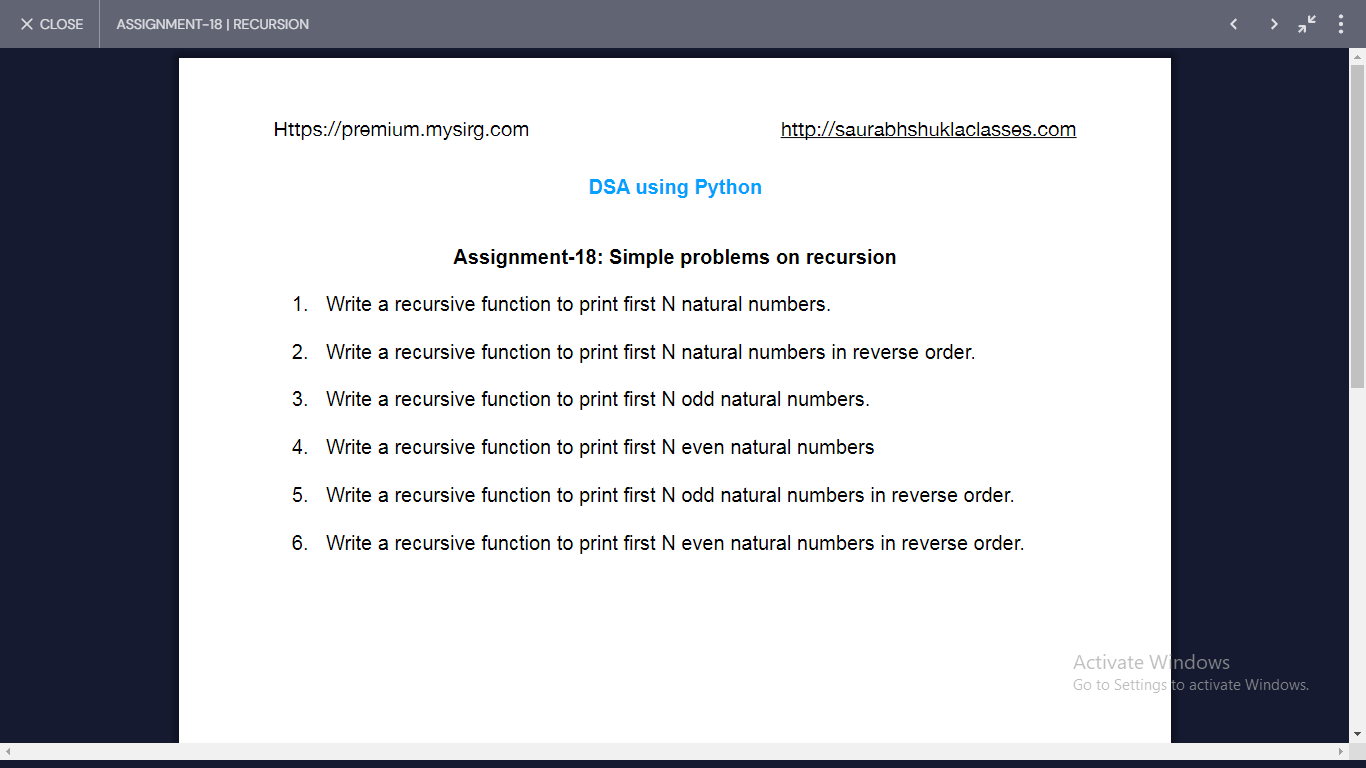 CLOSE
ASSIGNMENT-18 | RECURSION
Https://premium.mysirg.com
http://saurabhshuklaclasses.com
DSA using Python
Assignment-18: Simple problems on recursion
1. Write a recursive function to print first N natural numbers.
2. Write a recursive function to print first N natural numbers in reverse order.
3. Write a recursive function to print first N odd natural numbers.
4. Write a recursive function to print first N even natural numbers
5. Write a recursive function to print first N odd natural numbers in reverse order.
6. Write a recursive function to print first N even natural numbers in reverse order.
Activate Windows
Go to Settings to activate Windows.